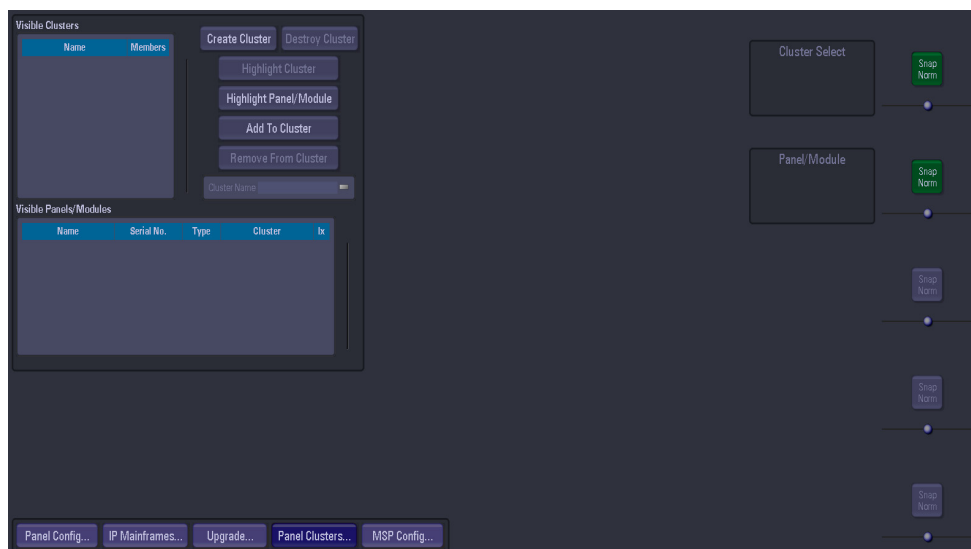 Visible Clusters
Name Members
Create Cluster Destroy Cluster
Highlight Cluster
Highlight Panel/Module
Add To Cluster
Remove From Cluster
Cluster Name
Visible Panels/Modules
Name Serial No. Type Cluster Ix
Cluster Select
Snap
Norm
Panel/Module
Snap
Norm
Snap
Norm
Snap
Norm
Snap
Norm
Panel Config... IP Mainframes... Upgrade... Panel Clusters... MSP Config...